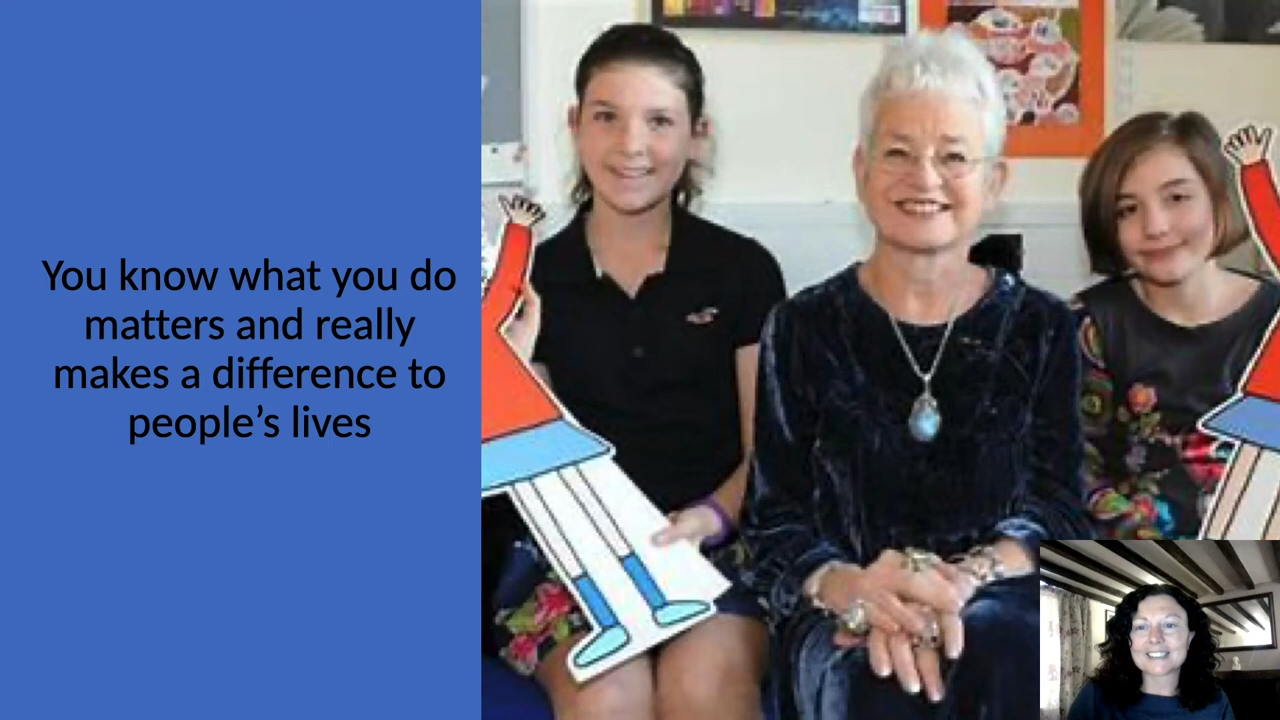 You know what you do
matters and really
makes a difference to
people’s lives